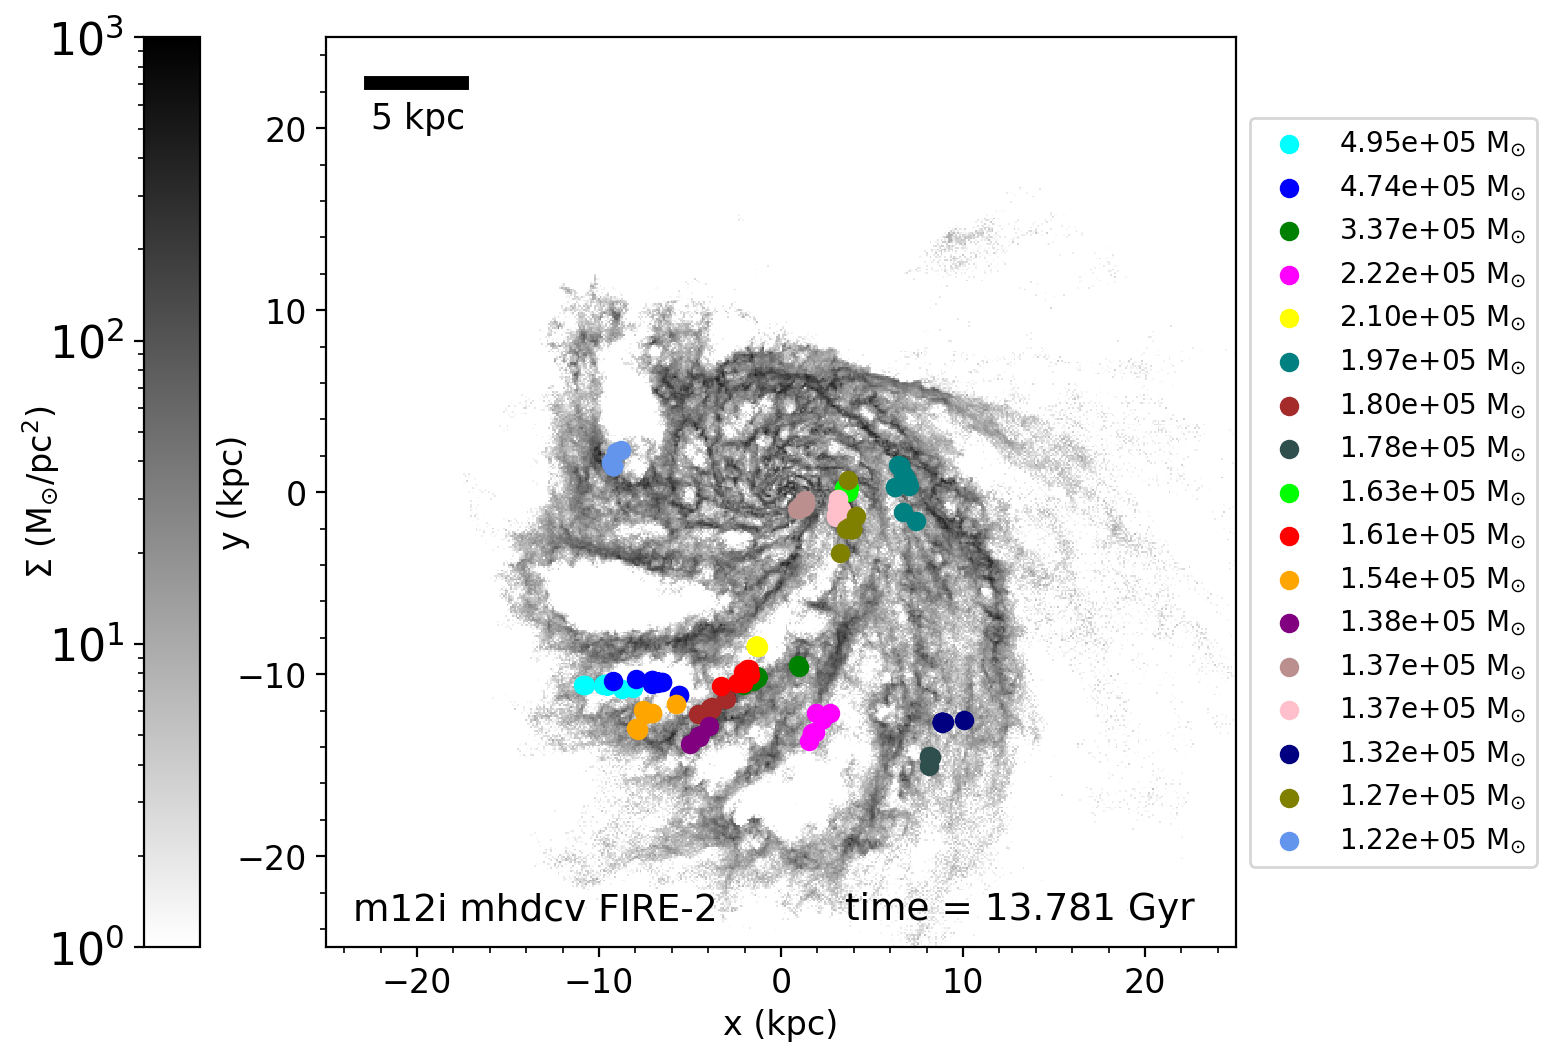 10³
10²
10¹
10⁰
Σ (M⊙/pc²)
20
10
0
−10
−20
y (kpc)
5 kpc
m12i mhdcv FIRE-2
time = 13.781 Gyr
−20
−10
0
10
20
x (kpc)
4.95e+05 M⊙
4.74e+05 M⊙
3.37e+05 M⊙
2.22e+05 M⊙
2.10e+05 M⊙
1.97e+05 M⊙
1.80e+05 M⊙
1.78e+05 M⊙
1.63e+05 M⊙
1.61e+05 M⊙
1.54e+05 M⊙
1.38e+05 M⊙
1.37e+05 M⊙
1.37e+05 M⊙
1.32e+05 M⊙
1.27e+05 M⊙
1.22e+05 M⊙